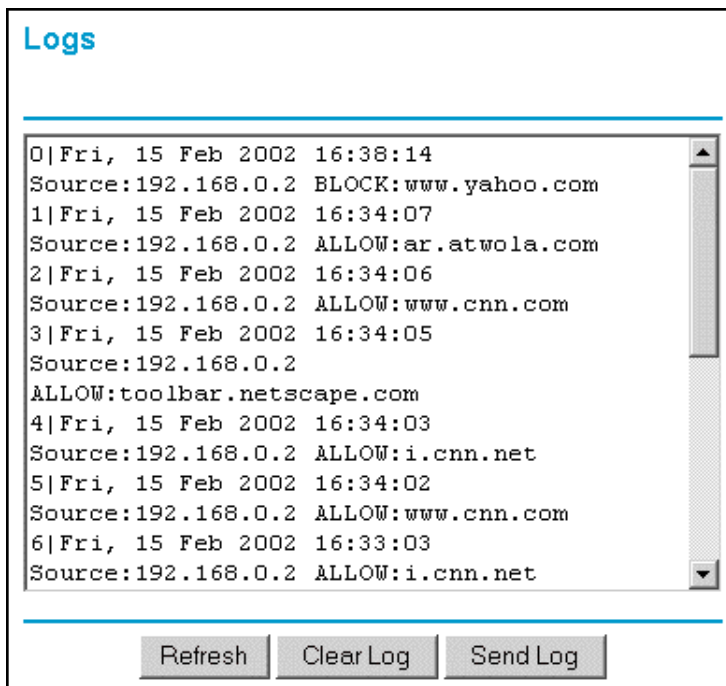 Logs
0|Fri, 15 Feb 2002 16:38:14
Source:192.168.0.2 BLOCK:www.yahoo.com
1|Fri, 15 Feb 2002 16:34:07
Source:192.168.0.2 ALLOW:ar.atwola.com
2|Fri, 15 Feb 2002 16:34:06
Source:192.168.0.2 ALLOW:www.cnn.com
3|Fri, 15 Feb 2002 16:34:05
Source:192.168.0.2
ALLOW:toolbar.netscape.com
4|Fri, 15 Feb 2002 16:34:03
Source:192.168.0.2 ALLOW:i.cnn.net
5|Fri, 15 Feb 2002 16:34:02
Source:192.168.0.2 ALLOW:www.cnn.com
6|Fri, 15 Feb 2002 16:33:03
Source:192.168.0.2 ALLOW:i.cnn.net
Refresh Clear Log Send Log